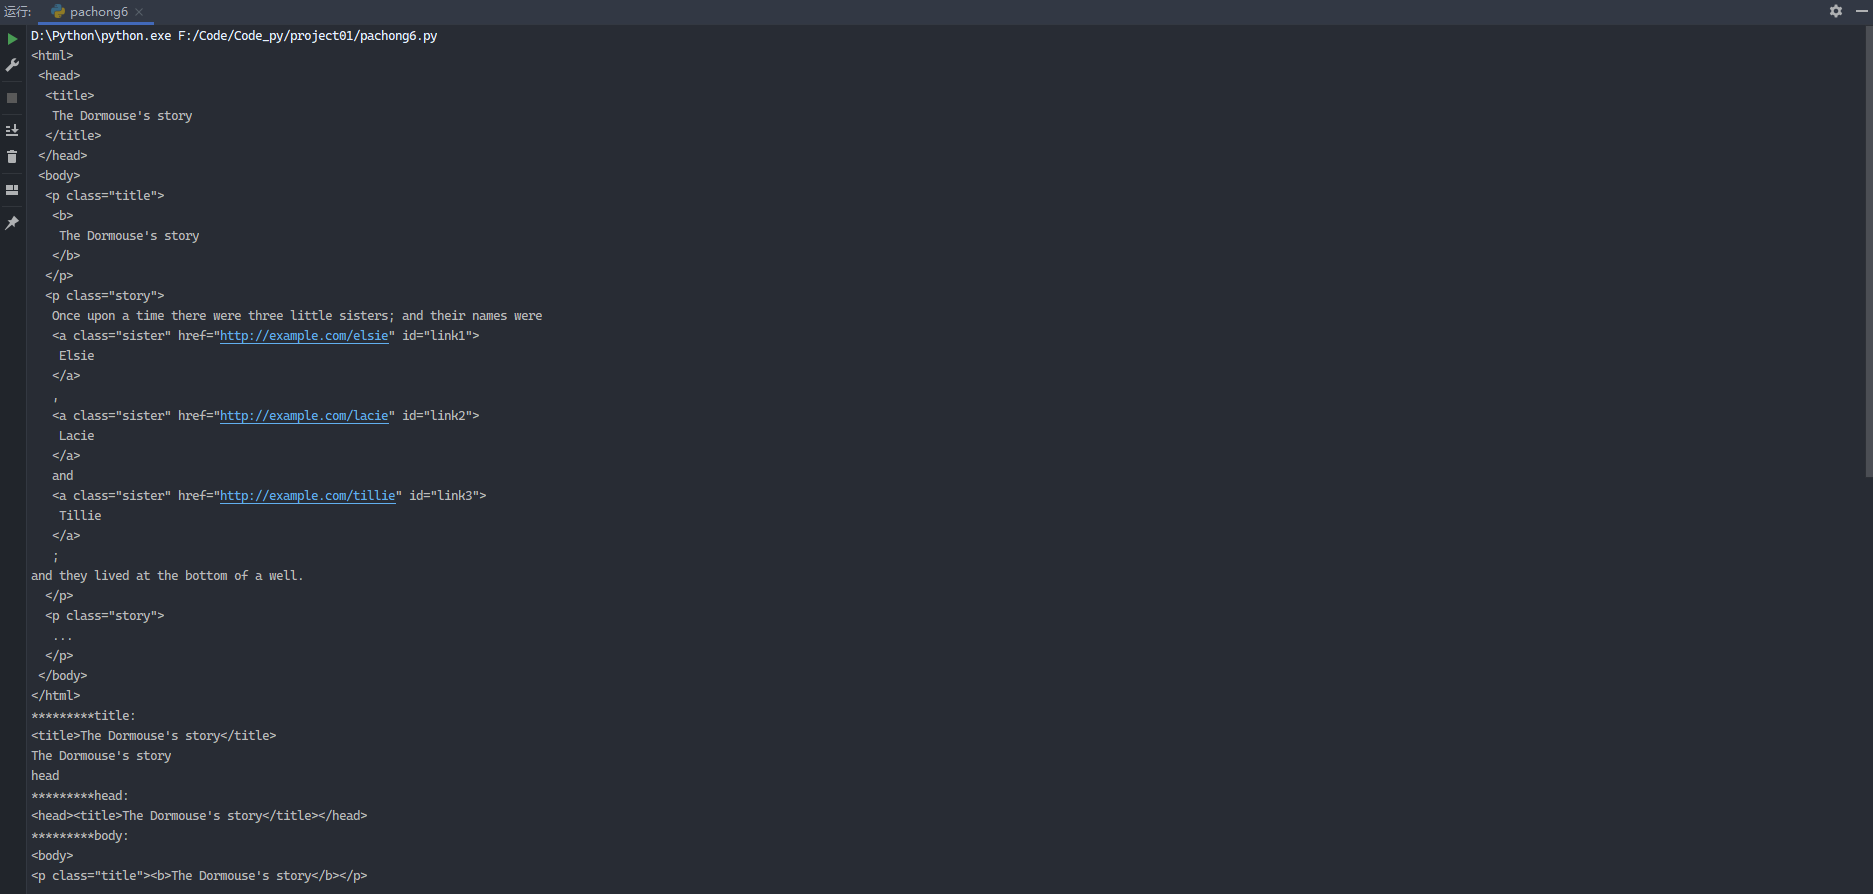 运行: pachong6
D:\Python\python.exe F:/Code/Code_py/project01/pachong6.py
<html>
 <head>
  <title>
   The Dormouse's story
  </title>
 </head>
 <body>
  <p class="title">
   <b>
    The Dormouse's story
   </b>
  </p>
  <p class="story">
   Once upon a time there were three little sisters; and their names were
   <a class="sister" href="http://example.com/elsie" id="link1">
    Elsie
   </a>
   ,
   <a class="sister" href="http://example.com/lacie" id="link2">
    Lacie
   </a>
   and
   <a class="sister" href="http://example.com/tillie" id="link3">
    Tillie
   </a>
   ;
and they lived at the bottom of a well.
  </p>
  <p class="story">
   ...
  </p>
 </body>
</html>
*********title:
<title>The Dormouse's story</title>
The Dormouse's story
head
*********head:
<head><title>The Dormouse's story</title></head>
*********body:
<body>
<p class="title"><b>The Dormouse's story</b></p>